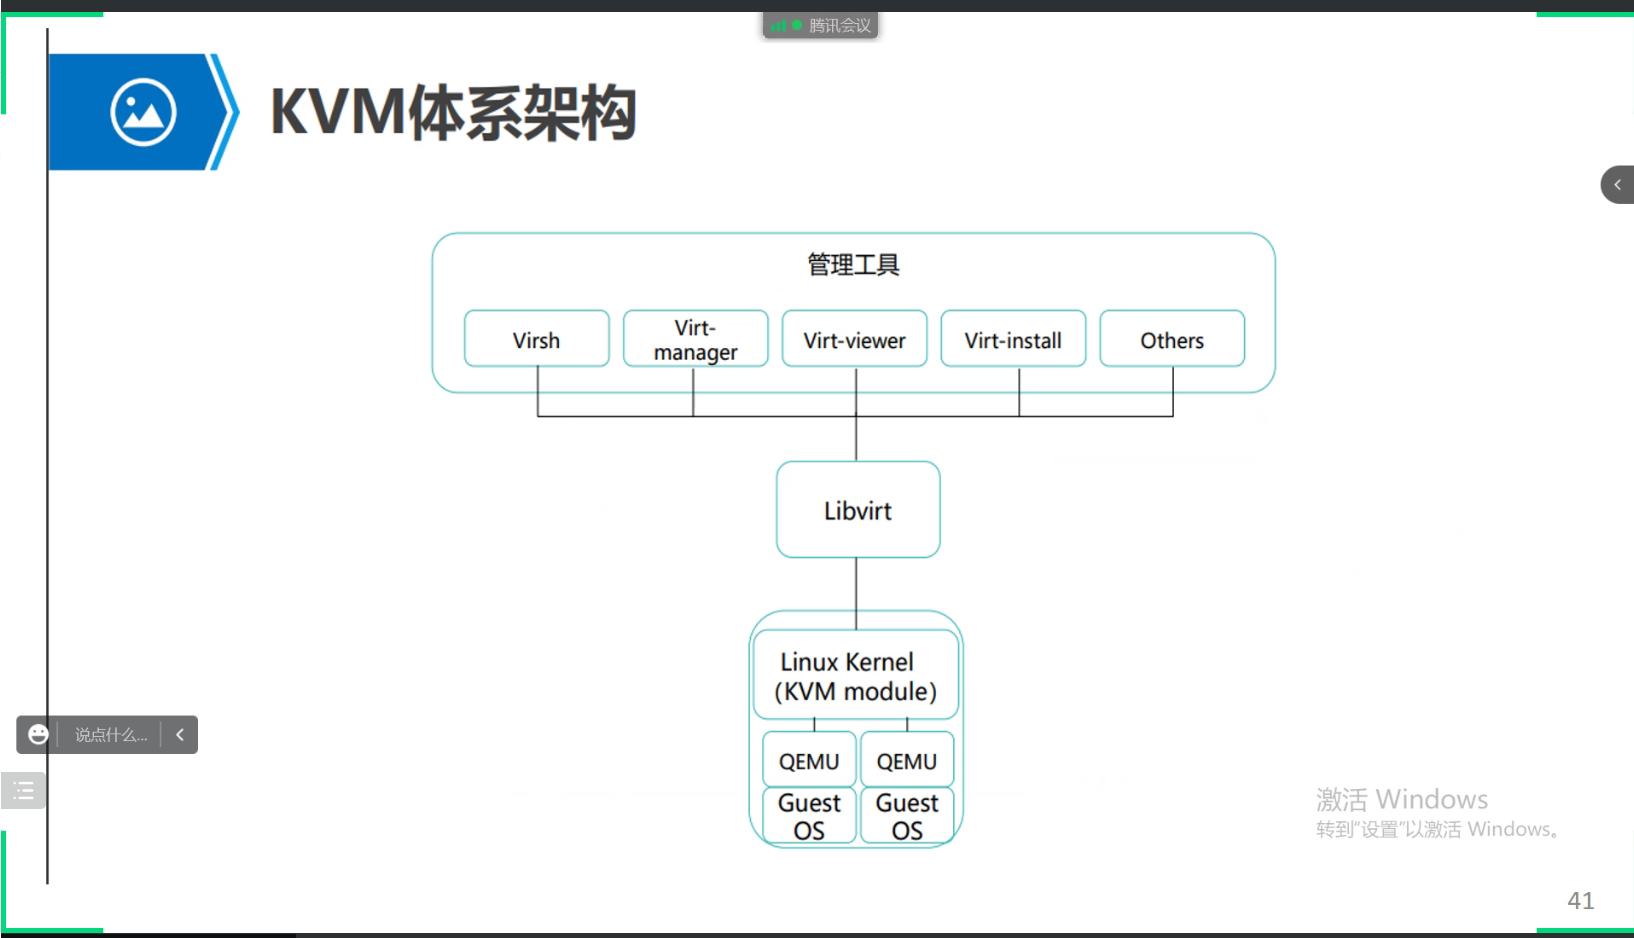 腾讯会议
KVM体系架构
管理工具
Virsh
Virt-
manager
Virt-viewer
Virt-install
Others
Libvirt
Linux Kernel
（KVM module）
QEMU
QEMU
Guest
OS
Guest
OS
说点什么...
激活 Windows
转到"设置"以激活 Windows。
41